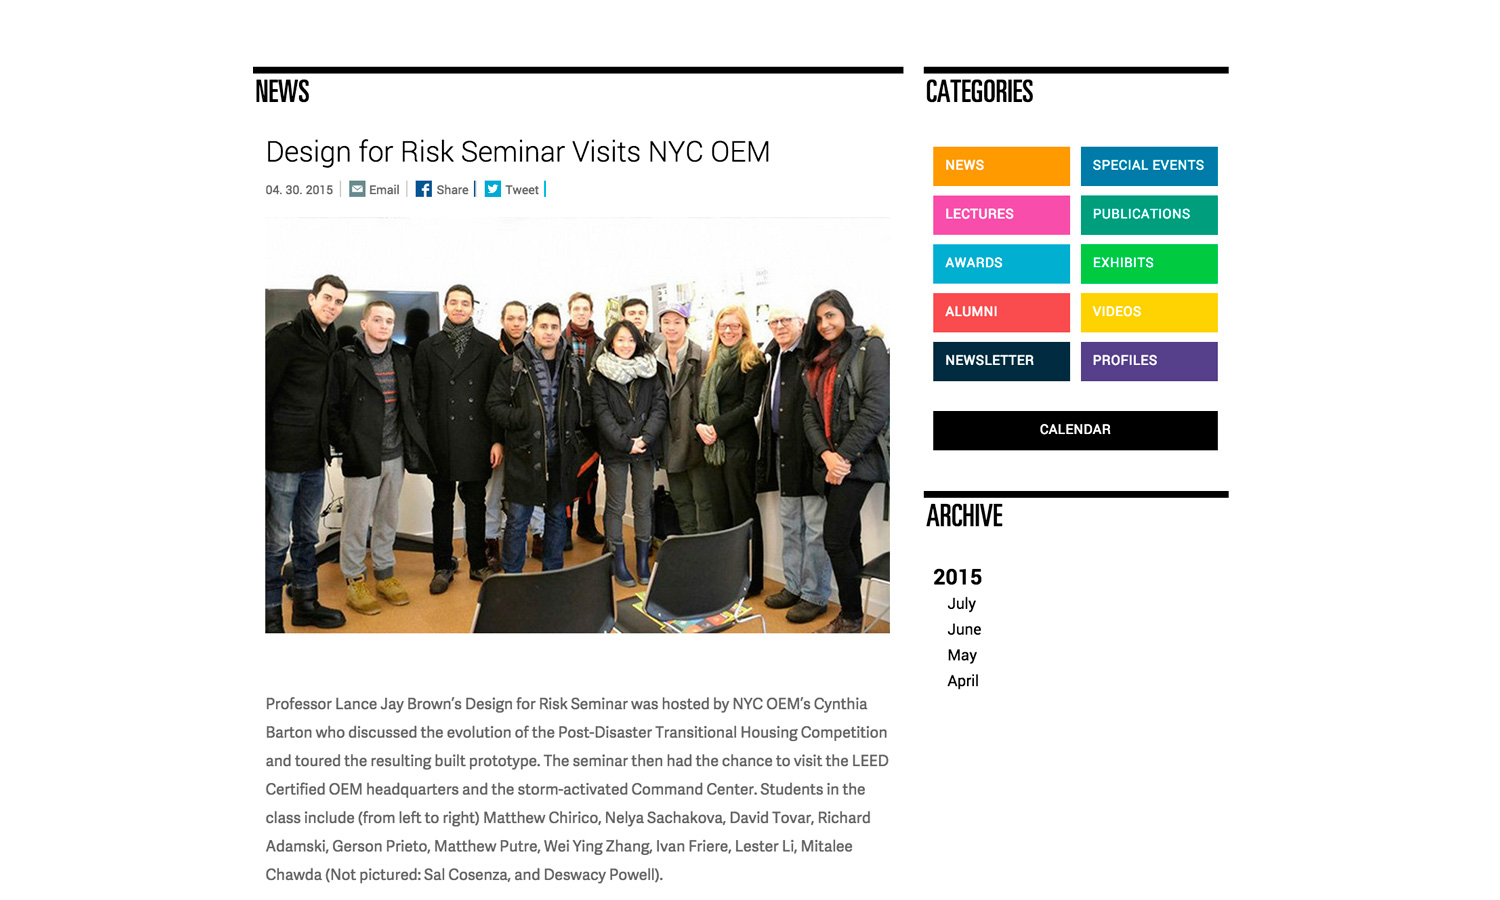 NEWS
Design for Risk Seminar Visits NYC OEM
04. 30. 2015 Email Share Tweet
Professor Lance Jay Brown's Design for Risk Seminar was hosted by NYC OEM's Cynthia
Barton who discussed the evolution of the Post-Disaster Transitional Housing Competition
and toured the resulting built prototype. The seminar then had the chance to visit the LEED
Certified OEM headquarters and the storm-activated Command Center. Students in the
class include (from left to right) Matthew Chirico, Nelya Sachakova, David Tovar, Richard
Adamski, Gerson Prieto, Matthew Putre, Wei Ying Zhang, Ivan Friere, Lester Li, Mitalee
Chawda (Not pictured: Sal Cosenza, and Deswacy Powell).
CATEGORIES
NEWS
SPECIAL EVENTS
LECTURES
PUBLICATIONS
AWARDS
EXHIBITS
ALUMNI
VIDEOS
NEWSLETTER
PROFILES
CALENDAR
ARCHIVE
2015
July
June
May
April